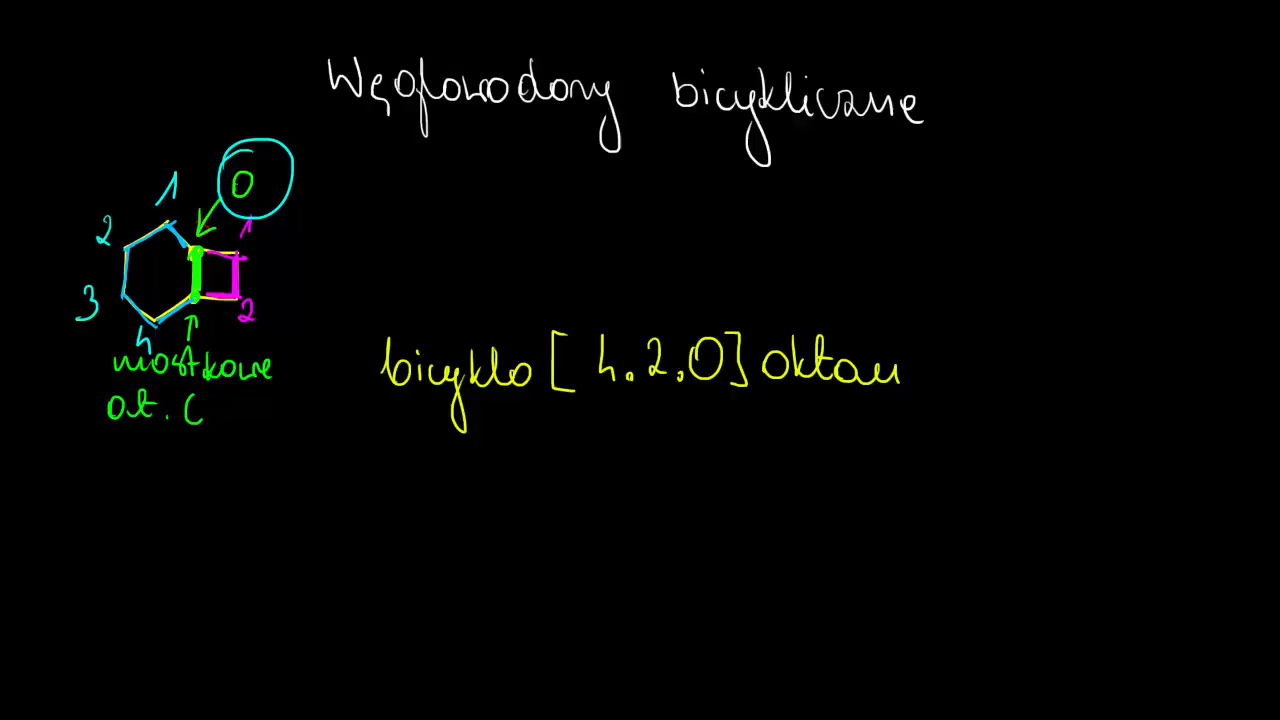 Węglowodory bicykliczne
0
1
1
2
3
2
4
mostkowe
at. C
bicyklo [4.2.0] oktan